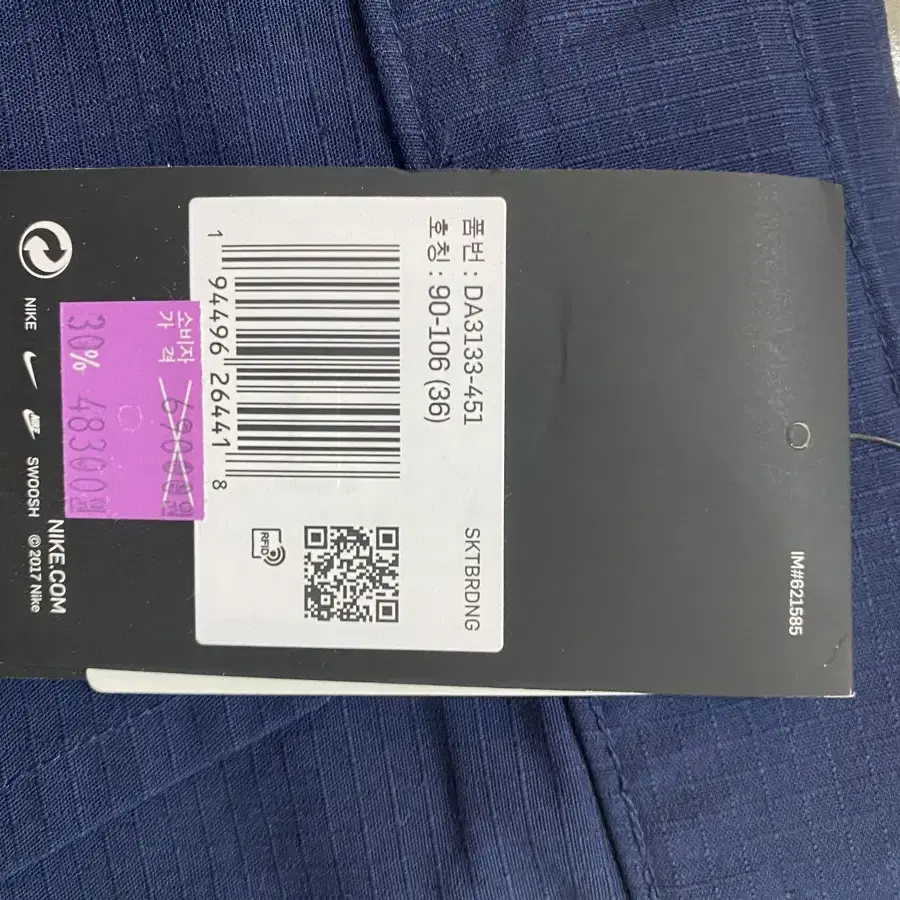 IM#621585
품번 : DA3133-451
호칭 : 90-106 (36)
SKTBRDNG
1 94496 26441 8
RFID
소비자
가 격
69000원
30% 48300원
NIKE.COM
NIKE SWOOSH © 2017 Nike